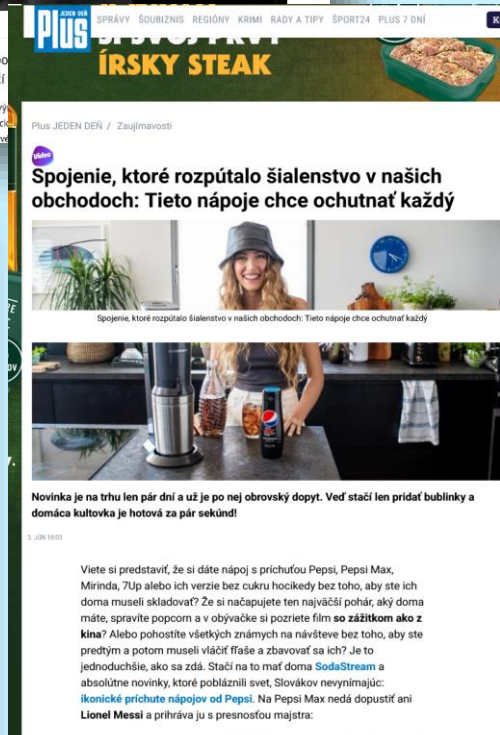 JEDEN DEŇ
Plus
SPRÁVY ŠOUBIZNIS REGIÓNY KRIMI RADY A TIPY ŠPORT24 PLUS 7 DNÍ
K
ÍRSKY STEAK
Plus JEDEN DEŇ / Zaujímavosti
Video
Spojenie, ktoré rozpútalo šialenstvo v našich
obchodoch: Tieto nápoje chce ochutnať každý
Spojenie, ktoré rozpútalo šialenstvo v našich obchodoch: Tieto nápoje chce ochutnať každý
Novinka je na trhu len pár dní a už je po nej obrovský dopyt. Veď stačí len pridať bublinky a
domáca kultovka je hotová za pár sekúnd!
3. JÚN 10:03
Viete si predstaviť, že si dáte nápoj s príchuťou Pepsi, Pepsi Max,
Mirinda, 7Up alebo ich verzie bez cukru hocikedy bez toho, aby ste ich
doma museli skladovať? Že si načapujete ten najväčší pohár, aký doma
máte, spravíte popcorn a v obývačke si pozriete film so zážitkom ako z
kina? Alebo pohostíte všetkých známych na návšteve bez toho, aby ste
predtým a potom museli vláčiť fľaše a zbavovať sa ich? Je to
jednoduchšie, ako sa zdá. Stačí na to mať doma SodaStream a
absolútne novinky, ktoré pobláznili svet, Slovákov nevynímajúc:
ikonické príchute nápojov od Pepsi. Na Pepsi Max nedá dopustiť ani
Lionel Messi a prihráva ju s presnosťou majstra: